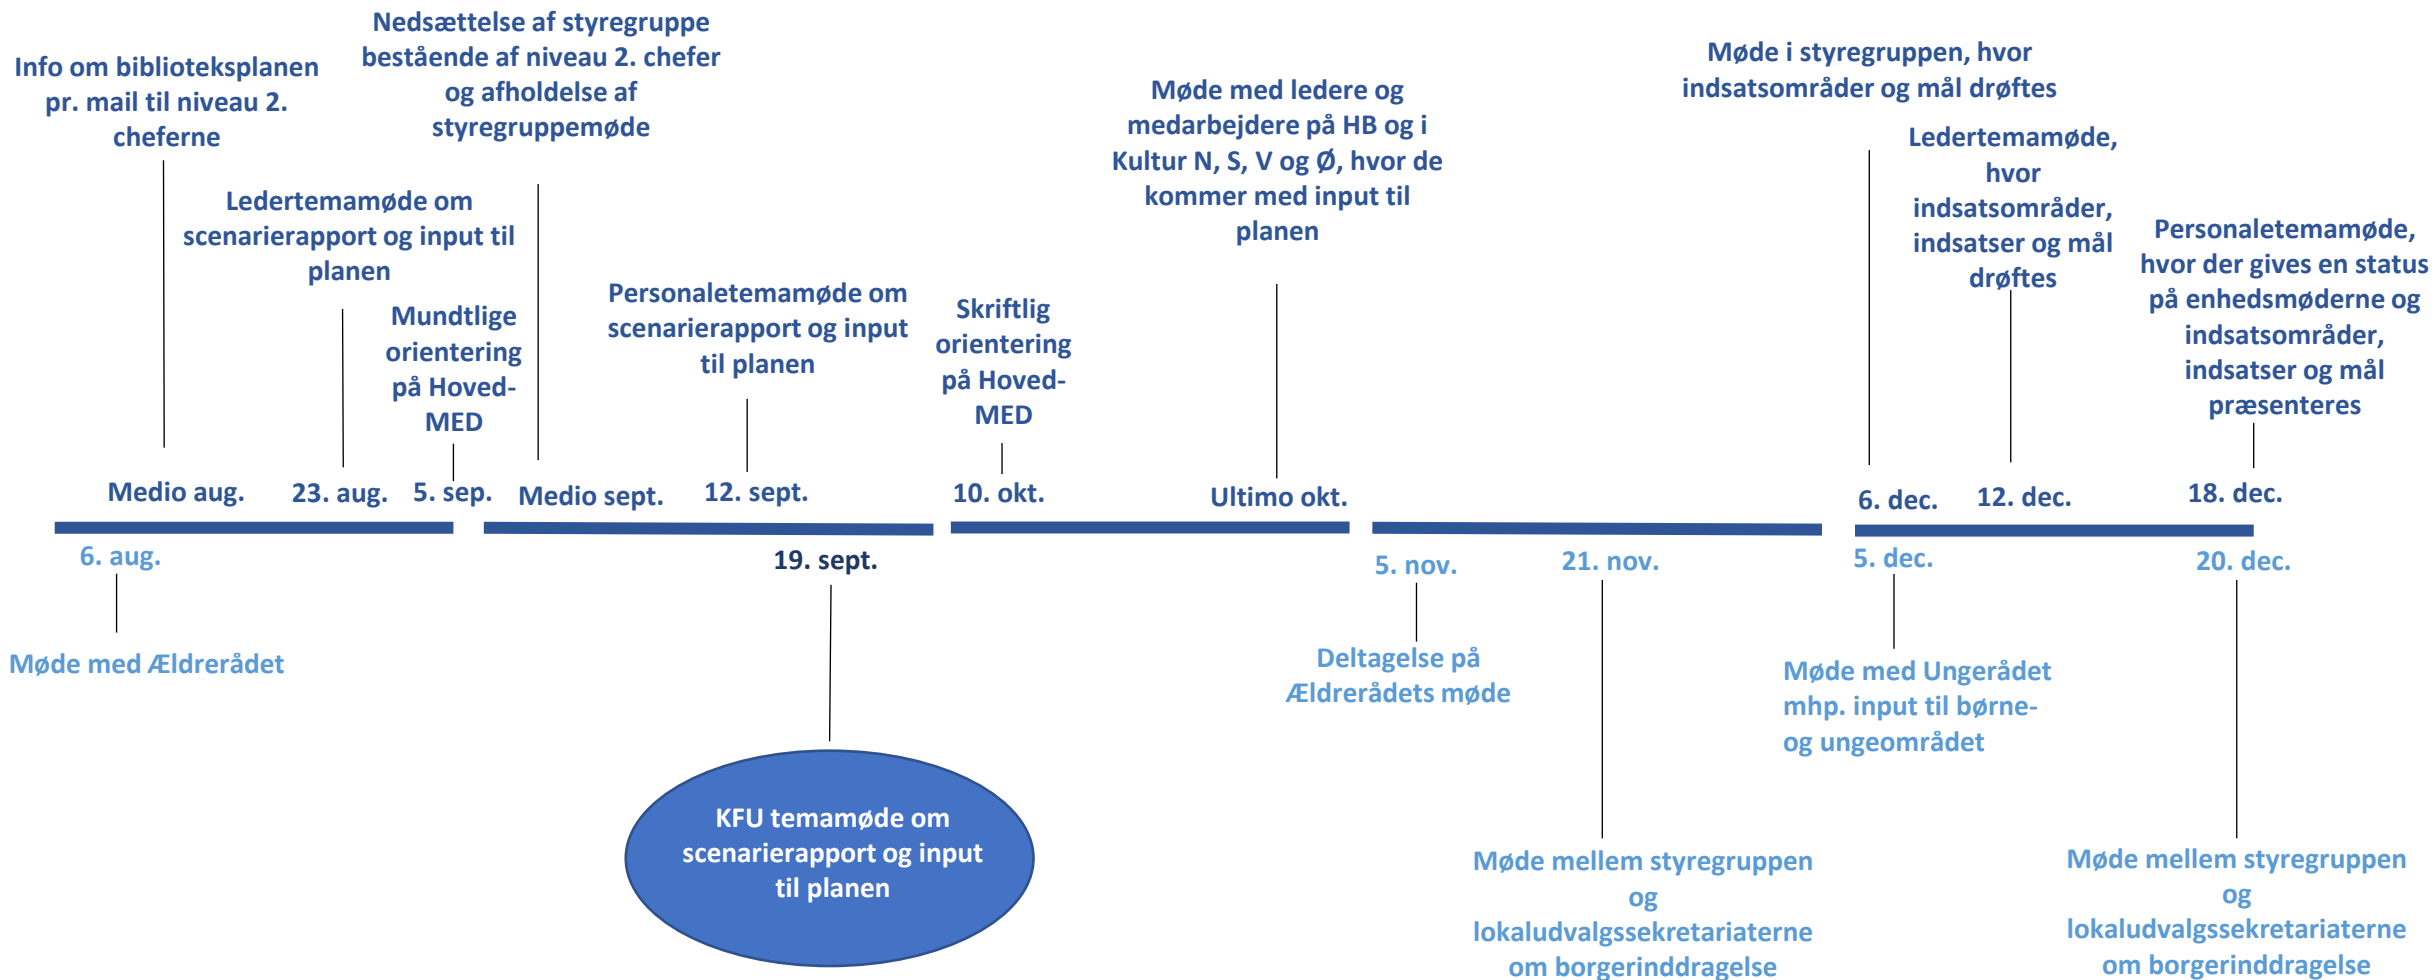 Info om biblioteksplanen
pr. mail til niveau 2.
cheferne
Ledertemamøde om
scenarierapport og input til
planen
Mundtlige
orientering
på Hoved-
MED
Nedsættelse af styregruppe
bestående af niveau 2. chefer
og afholdelse af
styregruppemøde
Personaletemamøde om
scenarierapport og input
til planen
Skriftlig
orientering
på Hoved-
MED
Møde med ledere og
medarbejdere på HB og i
Kultur N, S, V og Ø, hvor de
kommer med input til
planen
Møde i styregruppen, hvor
indsatsområder og mål drøftes
Ledertemamøde,
hvor
indsatsområder,
indsatser og mål
drøftes
Personaletemamøde,
hvor der gives en status
på enhedsmøderne og
indsatsområder,
indsatser og mål
præsenteres
Medio aug.
23. aug.
5. sep.
Medio sept.
12. sept.
10. okt.
Ultimo okt.
6. dec.
12. dec.
18. dec.
6. aug.
19. sept.
5. nov.
21. nov.
5. dec.
20. dec.
Møde med Ældrerådet
KFU temamøde om
scenarierapport og input
til planen
Deltagelse på
Ældrerådets møde
Møde mellem styregruppen
og
lokaludvalgssekretariaterne
om borgerinddragelse
Møde med Ungerådet
mhp. input til børne-
og ungeområdet
Møde mellem styregruppen
og
lokaludvalgssekretariaterne
om borgerinddragelse